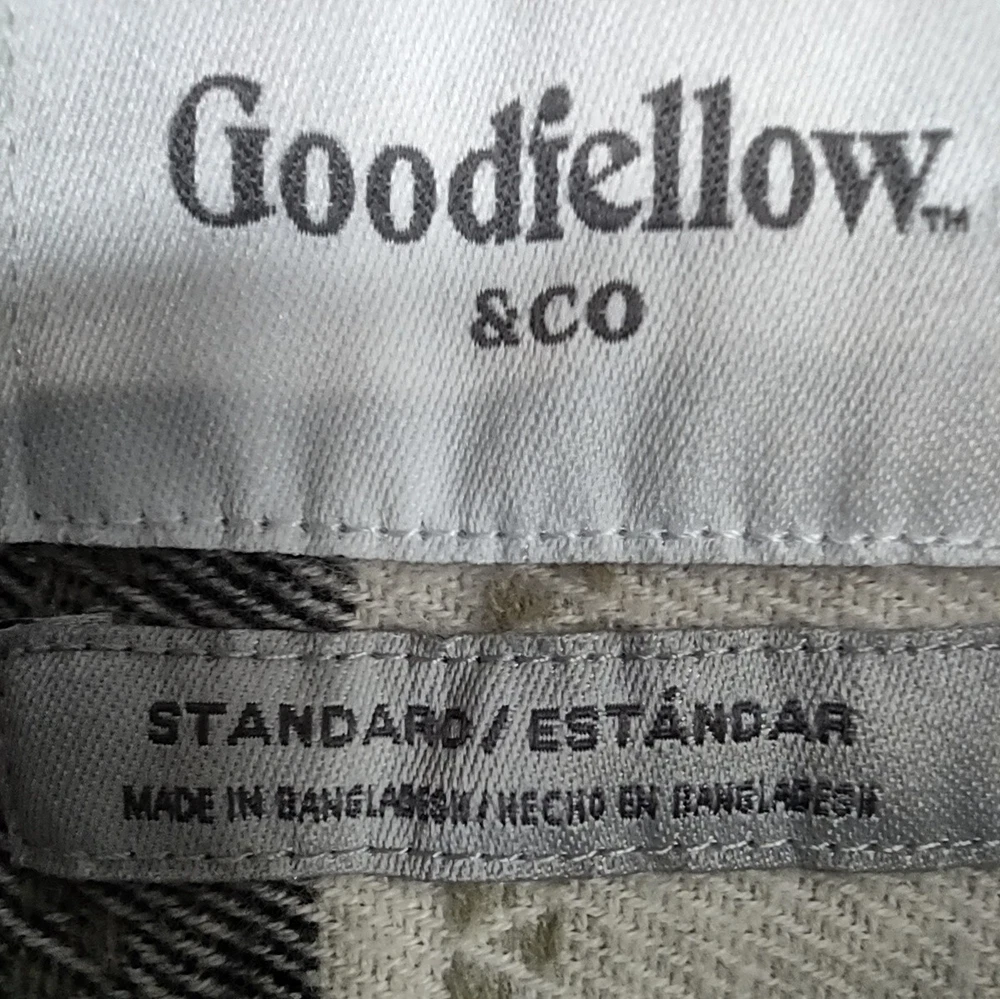 Goodfellow™
&CO
STANDARD/ESTÁNDAR
MADE IN BANGLADESH/HECHO EN BANGLADESH